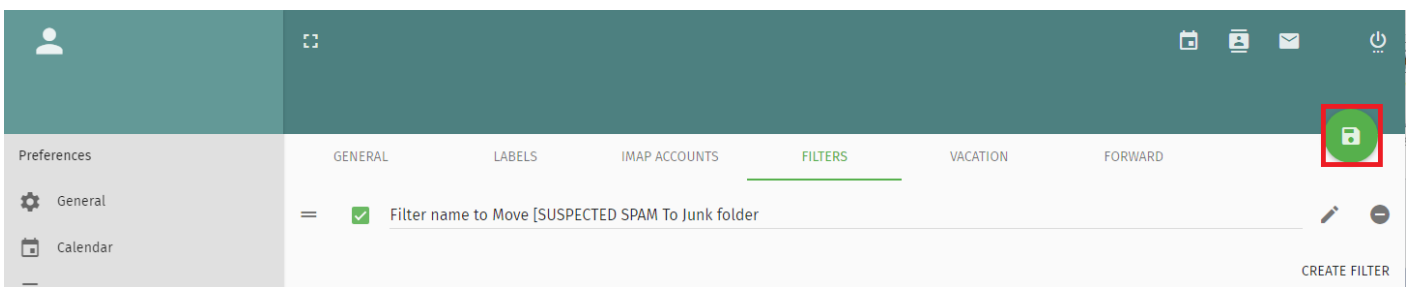 Preferences
GENERAL LABELS IMAP ACCOUNTS FILTERS VACATION FORWARD
General
Filter name to Move [SUSPECTED SPAM To Junk folder
Calendar
CREATE FILTER